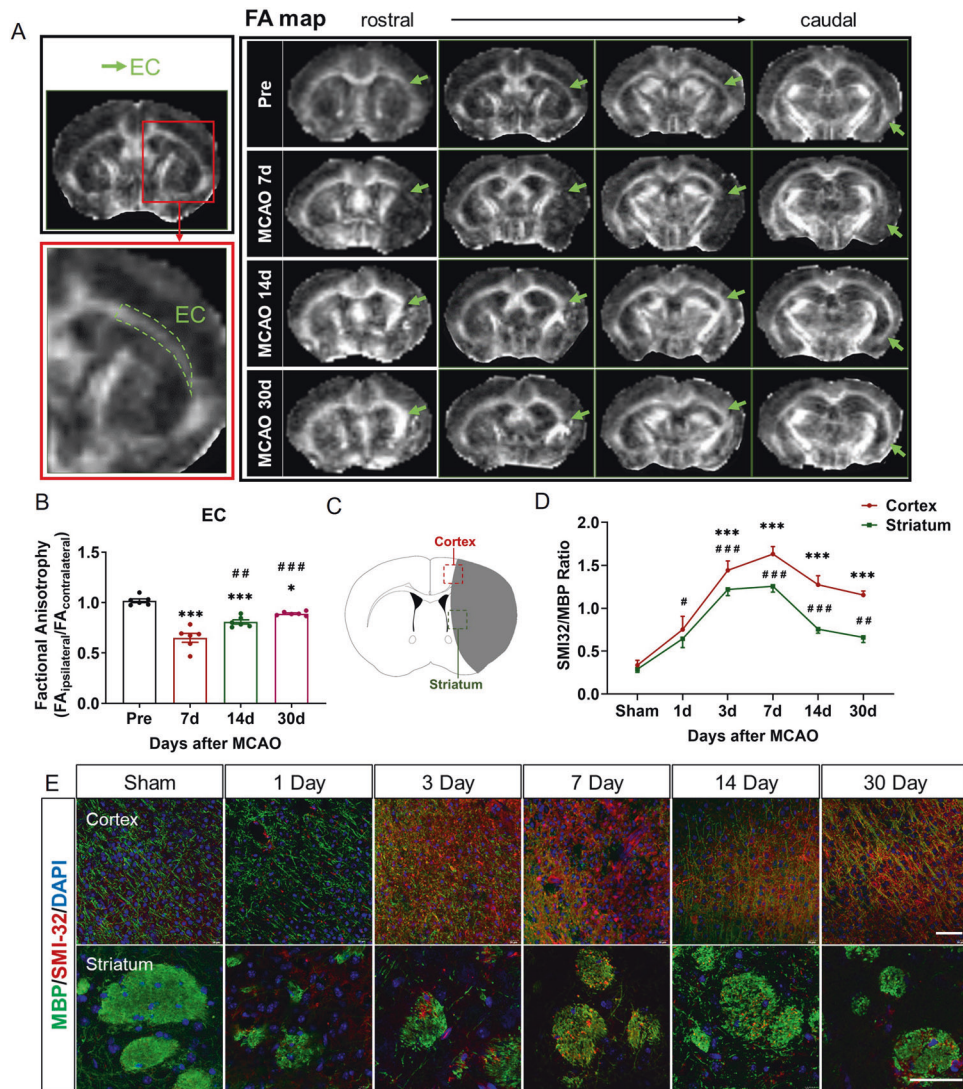 A
EC
EC
FA map
rostral
caudal
Pre
MCAO 7d
MCAO 14d
MCAO 30d
B
EC
Factional Anisotropy
(FAipsilateral/FAcontralateral)
1.5
1.0
0.5
0.0
***
##
***
###
*
Pre
7d
14d
30d
Days after MCAO
C
Cortex
Striatum
D
Cortex
Striatum
SMI32/MBP Ratio
2.0
1.5
1.0
0.5
0.0
#
***
###
***
###
***
###
***
##
Sham
1d
3d
7d
14d
30d
Days after MCAO
E
Sham
1 Day
3 Day
7 Day
14 Day
30 Day
MBP/SMI-32/DAPI
Cortex
Striatum